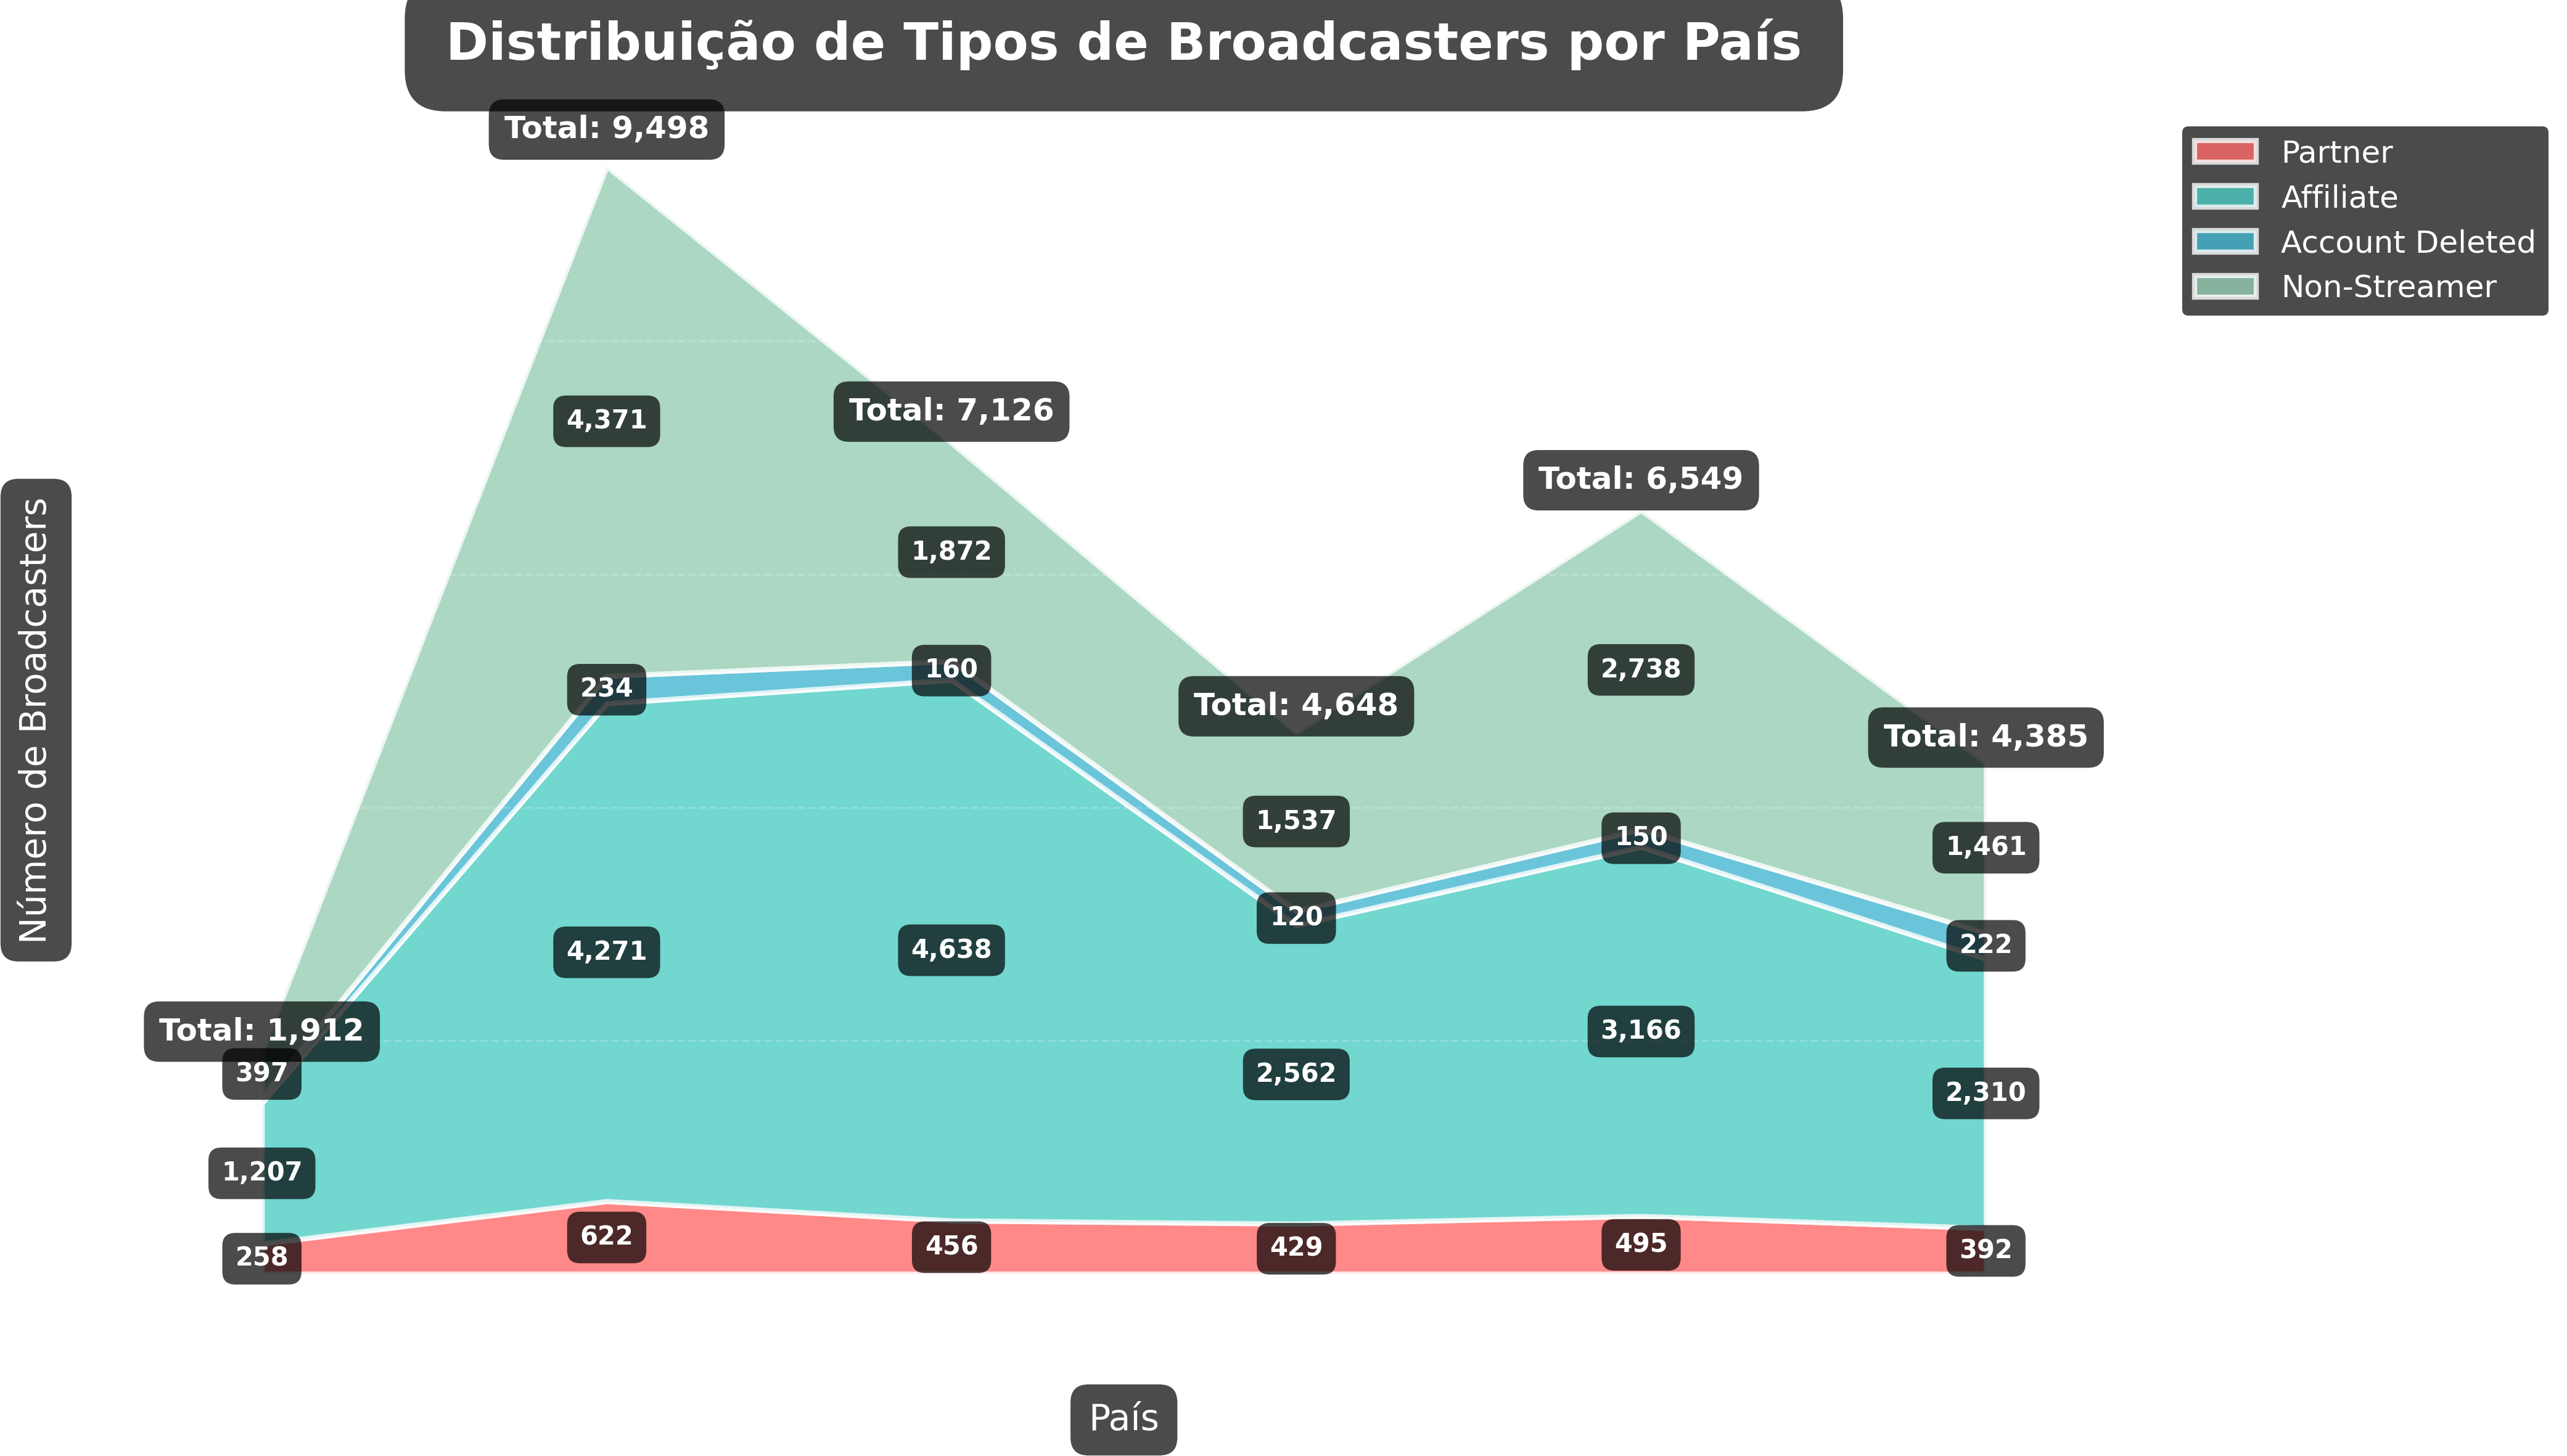 Distribuição de Tipos de Broadcasters por País
Total: 9,498
Partner
Affiliate
Account Deleted
Non-Streamer
Total: 7,126
4,371
Total: 6,549
1,872
Número de Broadcasters
234
160
2,738
Total: 4,648
Total: 4,385
1,537
150
1,461
120
222
4,271
4,638
Total: 1,912
3,166
397
2,562
2,310
1,207
258
622
456
429
495
392
País